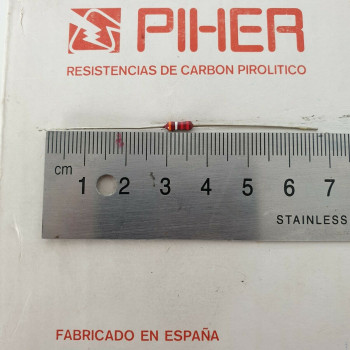 PIHER
RESISTENCIAS DE CARBON PIROLITICO
cm 1 2 3 4 5 6 7
STAINLESS
FABRICADO EN ESPAÑA